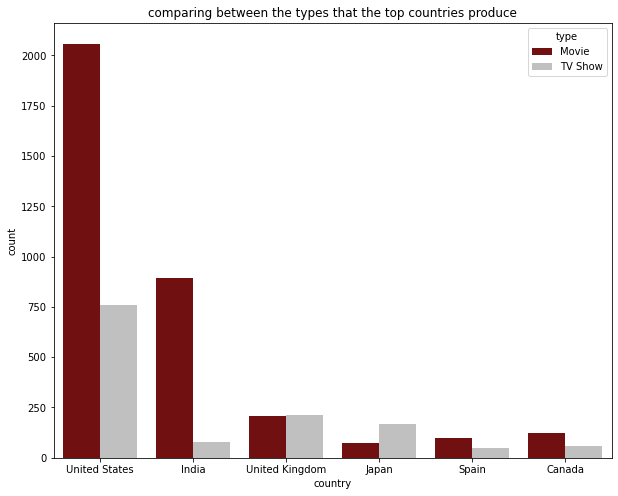 comparing between the types that the top countries produce
type
Movie
TV Show
2000
1750
1500
1250
1000
750
500
250
0
count
United States India United Kingdom Japan Spain Canada
country